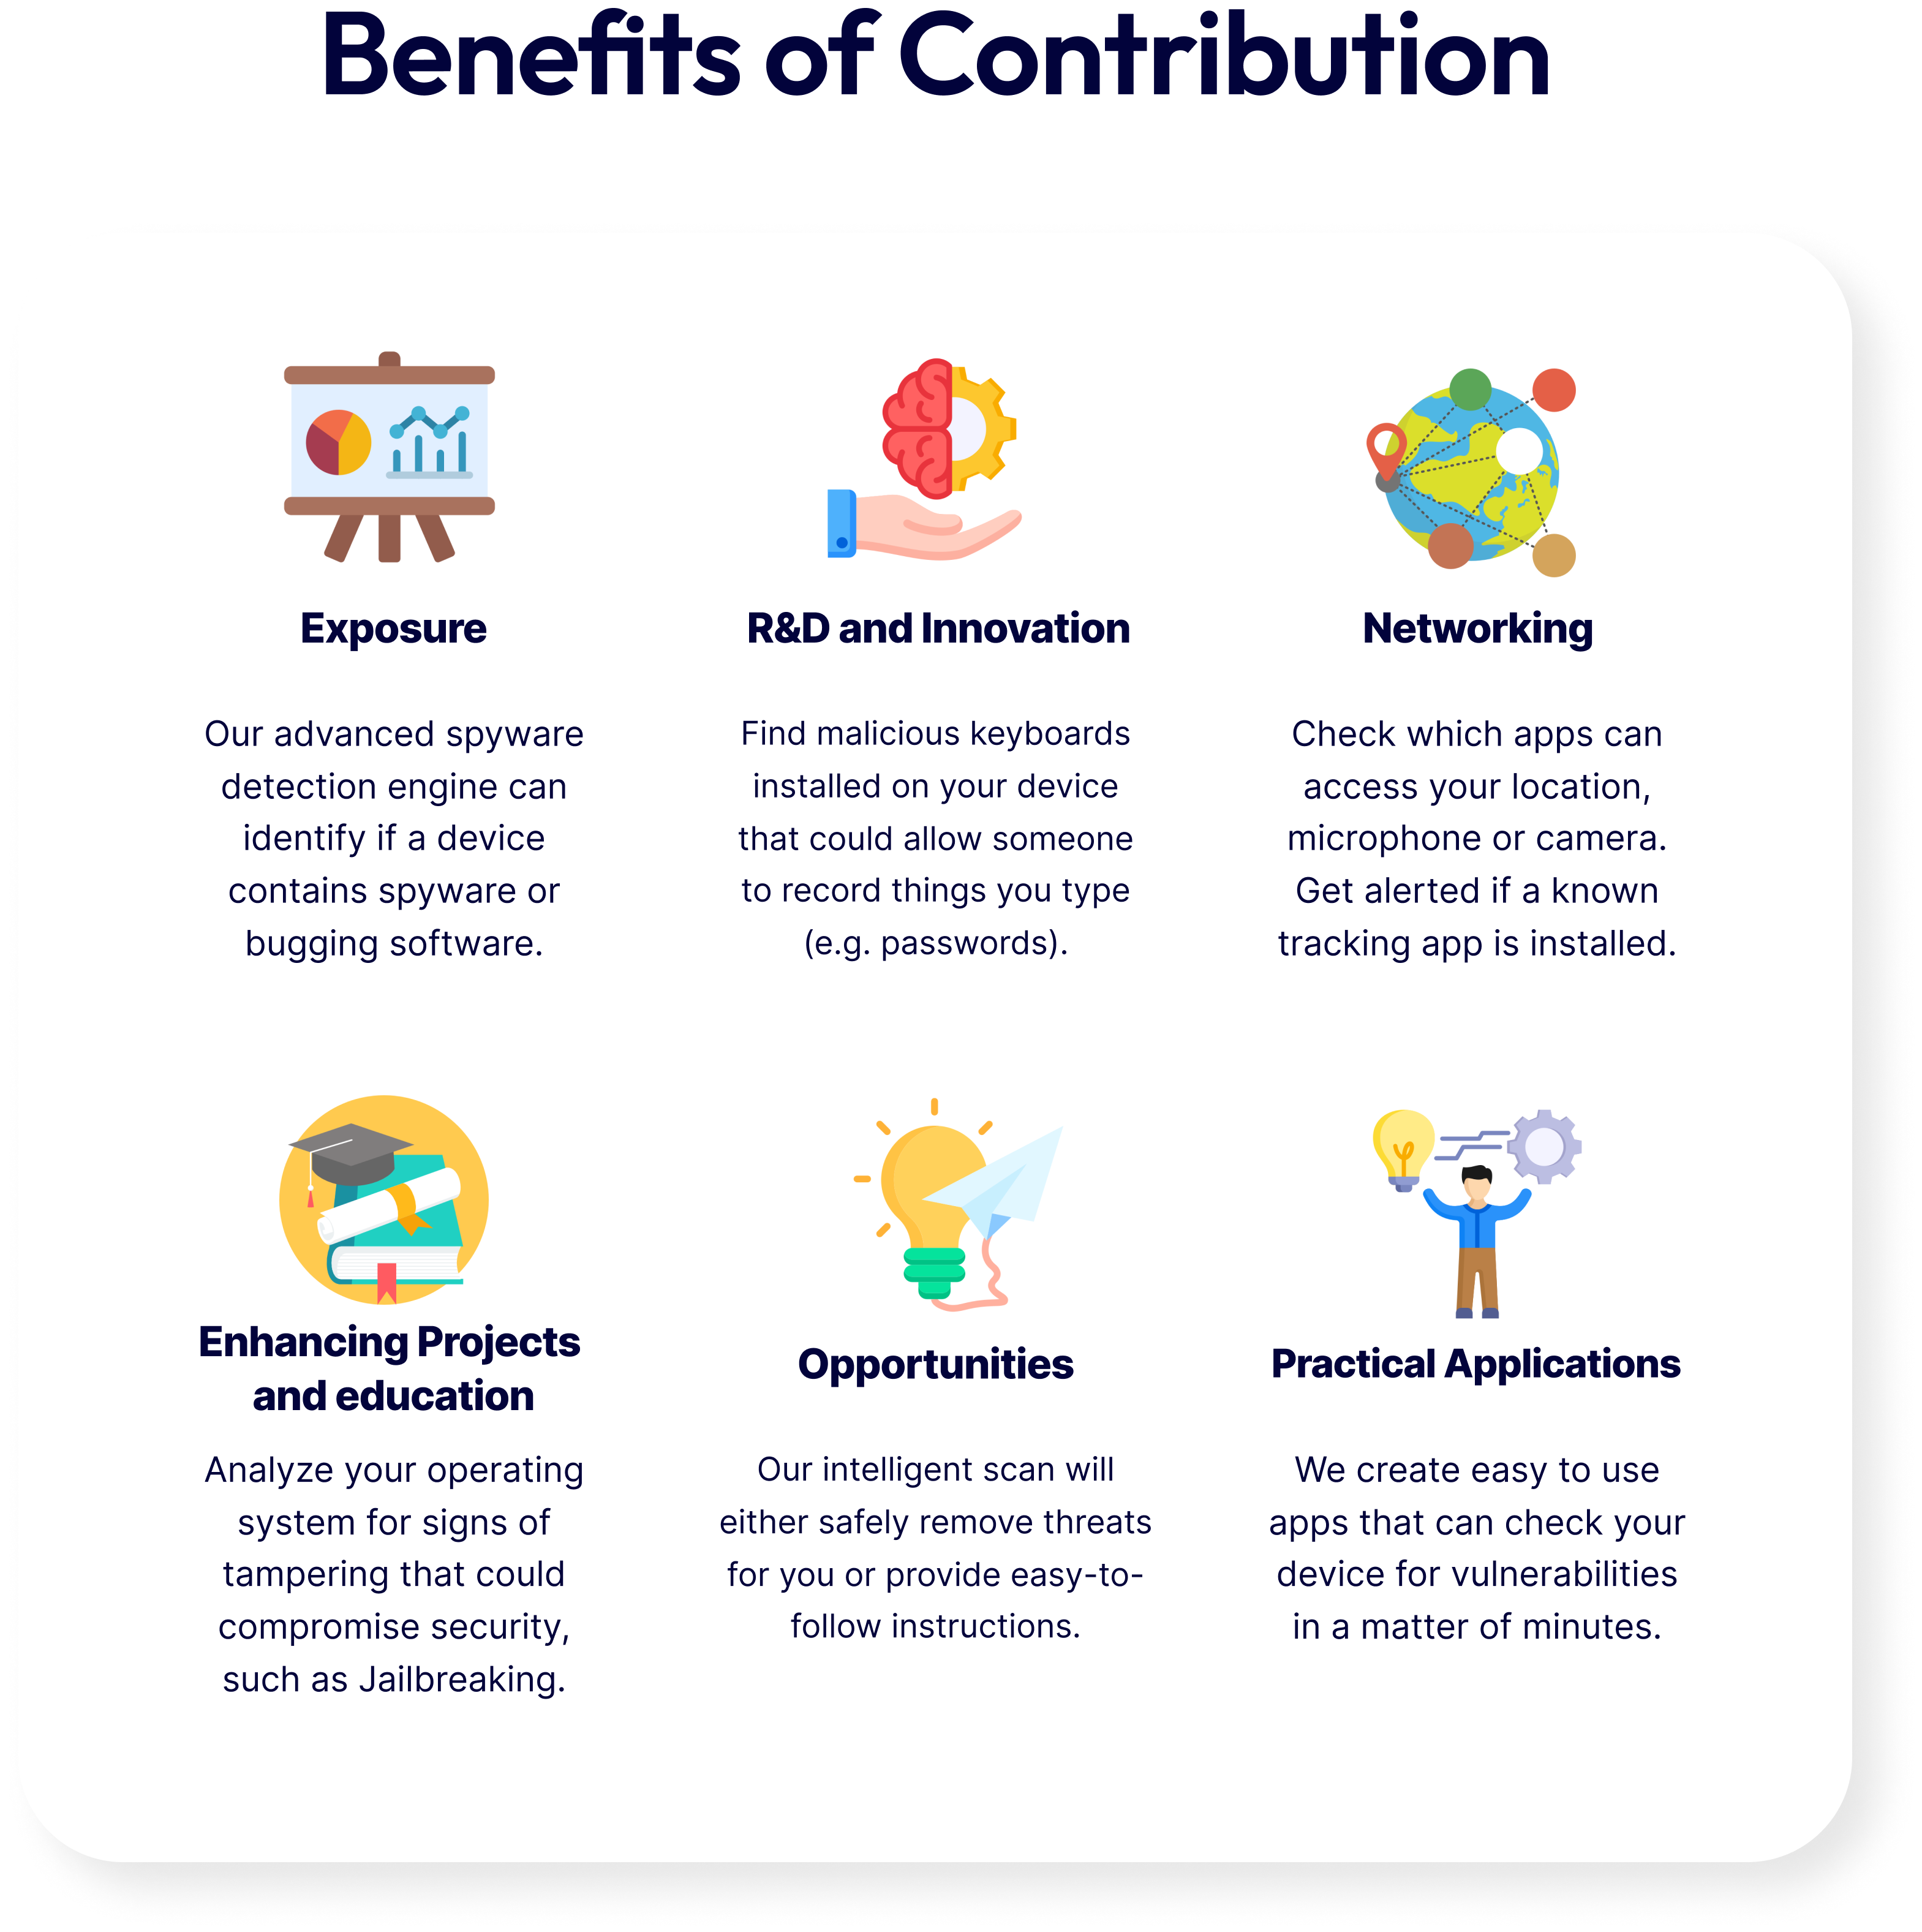 Benefits of Contribution
Exposure
Our advanced spyware
detection engine can
identify if a device
contains spyware or
bugging software.
R&D and Innovation
Find malicious keyboards
installed on your device
that could allow someone
to record things you type
(e.g. passwords).
Networking
Check which apps can
access your location,
microphone or camera.
Get alerted if a known
tracking app is installed.
Enhancing Projects
and education
Analyze your operating
system for signs of
tampering that could
compromise security,
such as Jailbreaking.
Opportunities
Our intelligent scan will
either safely remove threats
for you or provide easy-to-
follow instructions.
Practical Applications
We create easy to use
apps that can check your
device for vulnerabilities
in a matter of minutes.